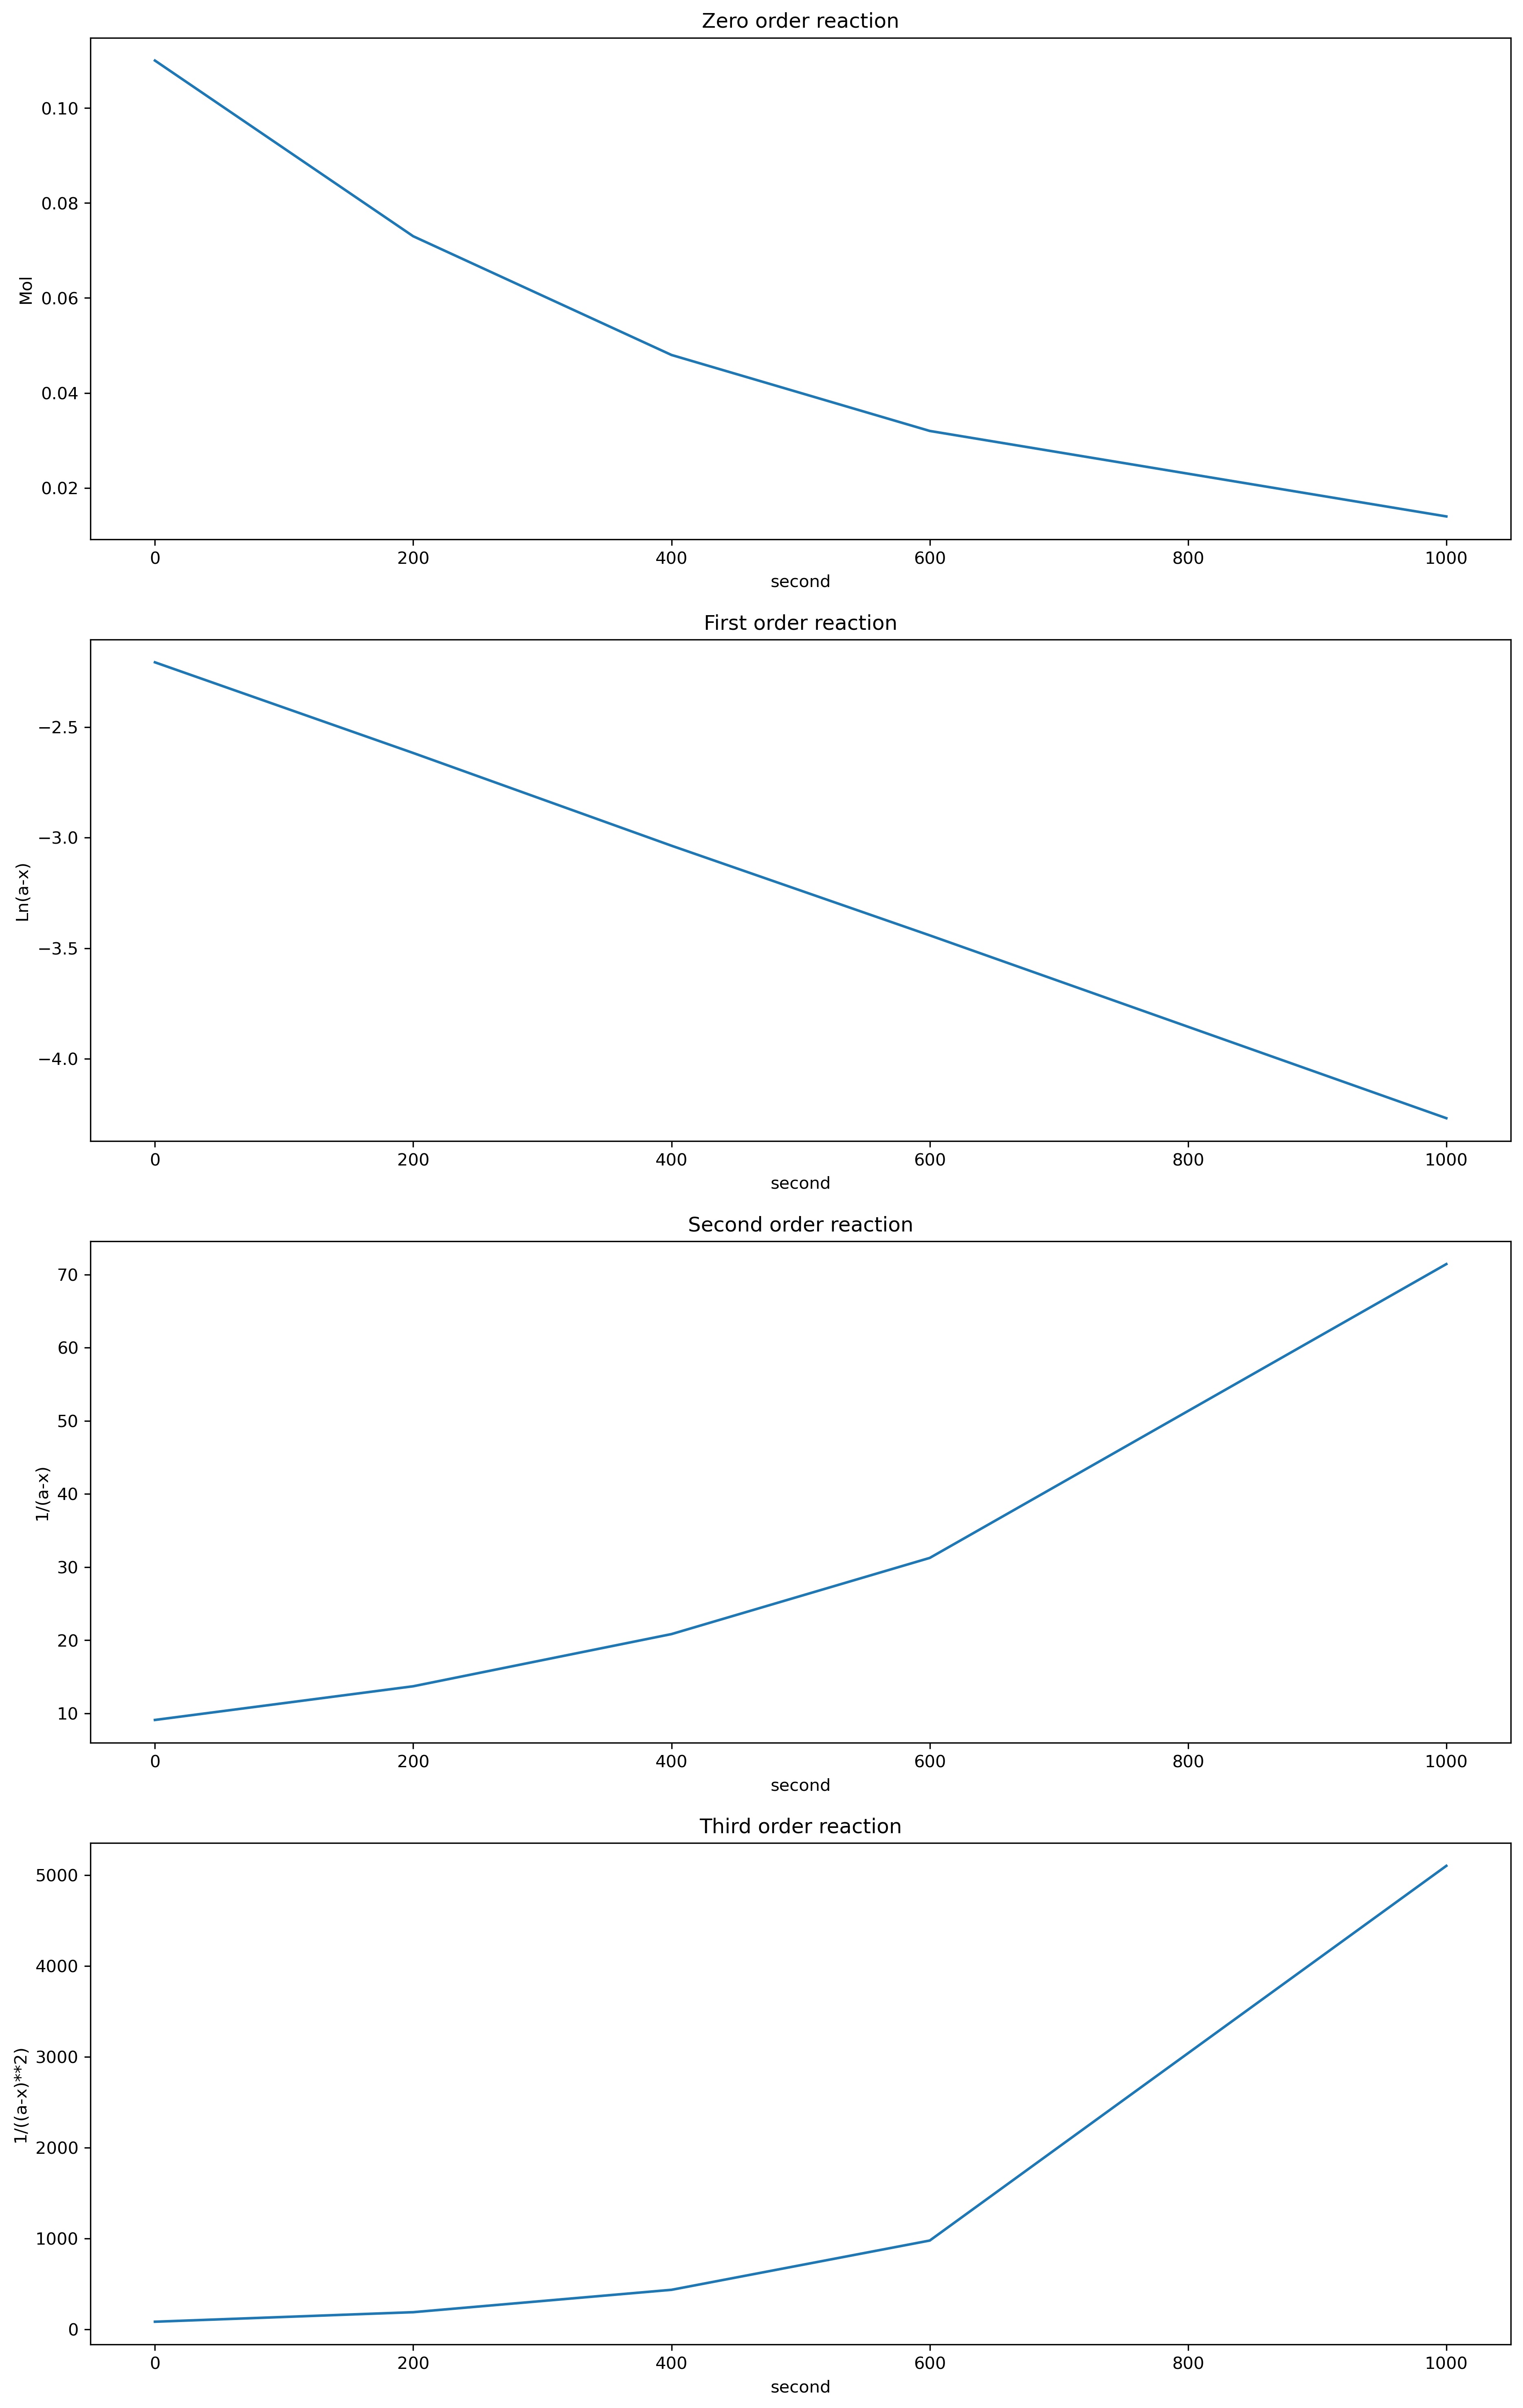 Zero order reaction
Mol
0.10
0.08
0.06
0.04
0.02
0 200 400 600 800 1000
second
First order reaction
Ln(a-x)
−2.5
−3.0
−3.5
−4.0
0 200 400 600 800 1000
second
Second order reaction
1/(a-x)
70
60
50
40
30
20
10
0 200 400 600 800 1000
second
Third order reaction
1/((a-x)**2)
5000
4000
3000
2000
1000
0
0 200 400 600 800 1000
second